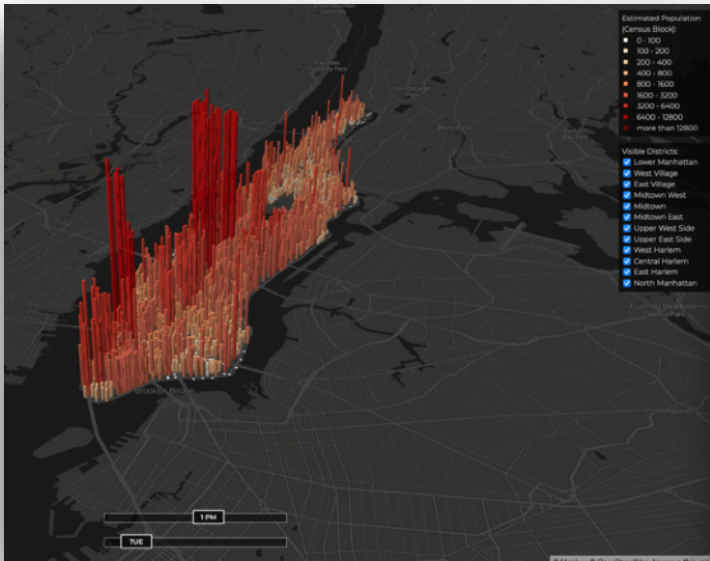 Estimated Population
[Census Block]:
0 - 100
100 - 200
200 - 400
400 - 800
800 - 1600
1600 - 3200
3200 - 6400
6400 - 12800
more than 12800
Visible Districts:
Lower Manhattan
West Village
East Village
Midtown West
Midtown
Midtown East
Upper West Side
Upper East Side
West Harlem
Central Harlem
East Harlem
North Manhattan
Brooklyn Bridge
1 PM
TUE